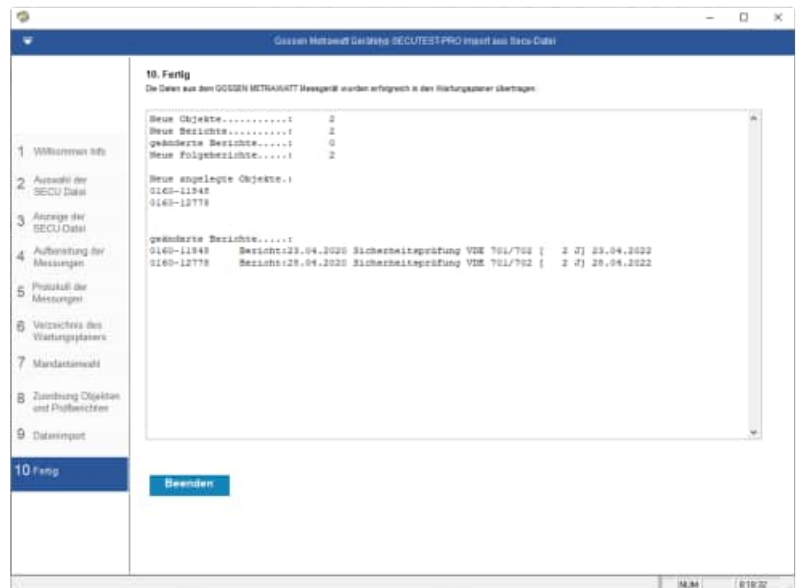 Gossen Metrawatt Geräteyp SECUTEST-PRO Import aus Secu-Datei
10. Fertig
Die Daten aus dem GOSSEN METRAWATT Messgerät wurden erfolgreich in den Wartungsplaner übertragen
Neue Objekte...........: 2
Neue Berichte..........: 2
geänderte Berichte.....: 0
Neue Folgeberichte.....: 2
Neue angelegte Objekte.:
0160-11848
0160-12778
geänderte Berichte.....:
0160-11848 Bericht:23.04.2020 Sicherheitsprüfung VDE 701/702 [ 2 J] 23.04.2022
0160-12778 Bericht:28.04.2020 Sicherheitsprüfung VDE 701/702 [ 2 J] 28.04.2022
1 Willkommen Info
2 Auswahl der
SECU Datei
3 Anzeige der
SECU-Datei
4 Aufbereitung der
Messungen
5 Protokoll der
Messungen
6 Verzeichnis des
Wartungsplaners
7 Mandantenwahl
8 Zuordnung Objekten
und Prüfberichten
9 Datenimport
10 Fertig
Beenden
NUM